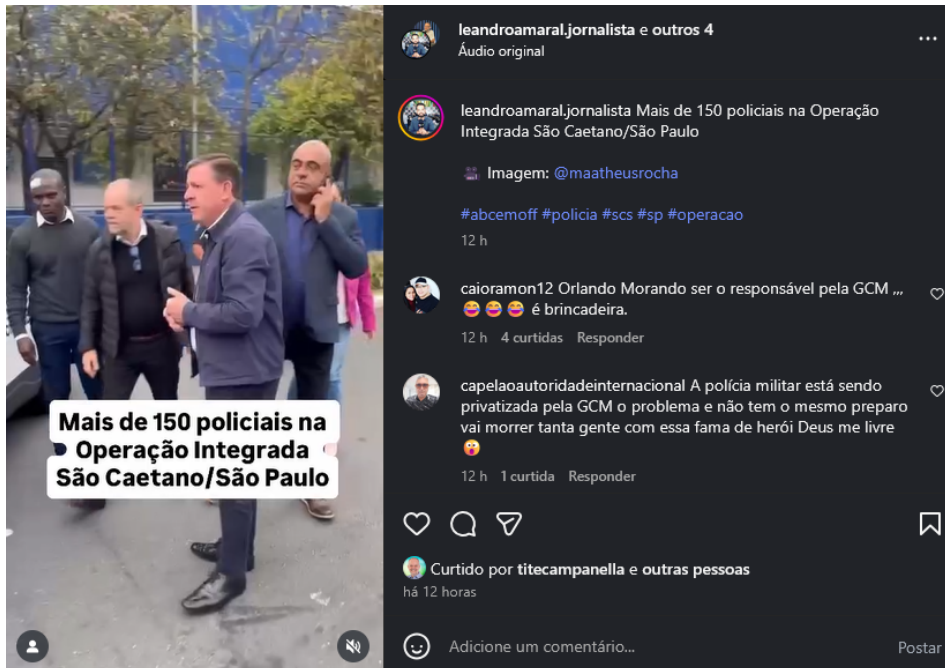 leandroamaral.jornalista e outros 4
Áudio original
leandroamaral.jornalista Mais de 150 policiais na Operação
Integrada São Caetano/São Paulo
Imagem: @maatheusrocha
#abcemoff #policia #scs #sp #operacao
12 h
caioramon12 Orlando Morando ser o responsável pela GCM ,,,
😂 😂 😂 é brincadeira.
12 h 4 curtidas Responder
capelaoautoridadeinternacional A polícia militar está sendo
privatizada pela GCM o problema e não tem o mesmo preparo
vai morrer tanta gente com essa fama de herói Deus me livre
😲
12 h 1 curtida Responder
Curtido por titecampanella e outras pessoas
há 12 horas
Adicione um comentário...
Postar
Mais de 150 policiais na
Operação Integrada
São Caetano/São Paulo